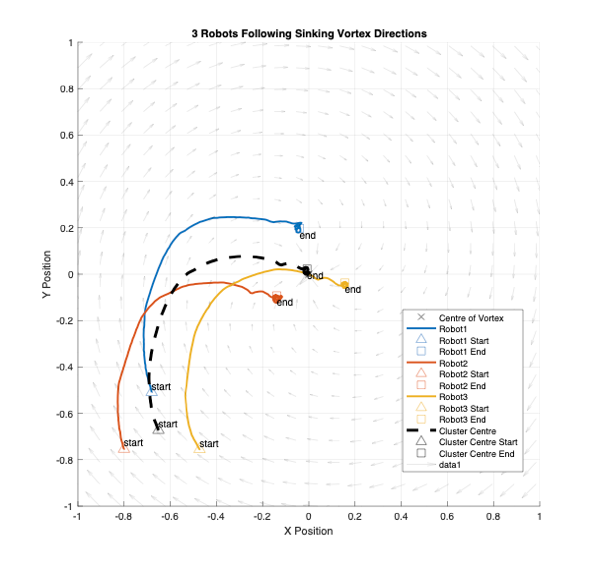 3 Robots Following Sinking Vortex Directions
1
0.8
0.6
0.4
0.2
0
-0.2
-0.4
-0.6
-0.8
-1
Y Position
end
end
end
end
start
start
start
start
Centre of Vortex
Robot1
Robot1 Start
Robot1 End
Robot2
Robot2 Start
Robot2 End
Robot3
Robot3 Start
Robot3 End
Cluster Centre
Cluster Centre Start
Cluster Centre End
data1
-1 -0.8 -0.6 -0.4 -0.2 0 0.2 0.4 0.6 0.8 1
X Position